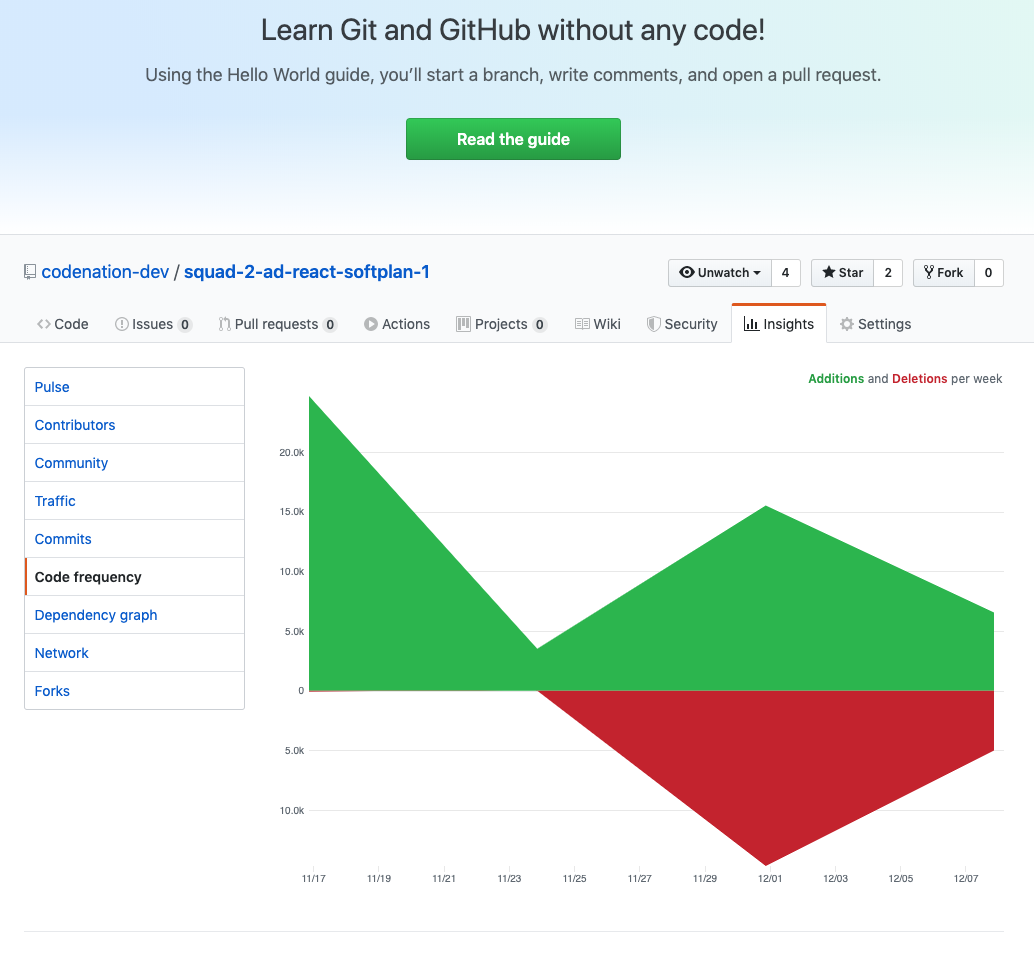 Learn Git and GitHub without any code!
Using the Hello World guide, you’ll start a branch, write comments, and open a pull request.
Read the guide
codenation-dev / squad-2-ad-react-softplan-1
Unwatch 4 Star 2 Fork 0
Code Issues 0 Pull requests 0 Actions Projects 0 Wiki Security Insights Settings
Pulse
Contributors
Community
Traffic
Commits
Code frequency
Dependency graph
Network
Forks
Additions and Deletions per week
20.0k
15.0k
10.0k
5.0k
0
5.0k
10.0k
11/17 11/19 11/21 11/23 11/25 11/27 11/29 12/01 12/03 12/05 12/07